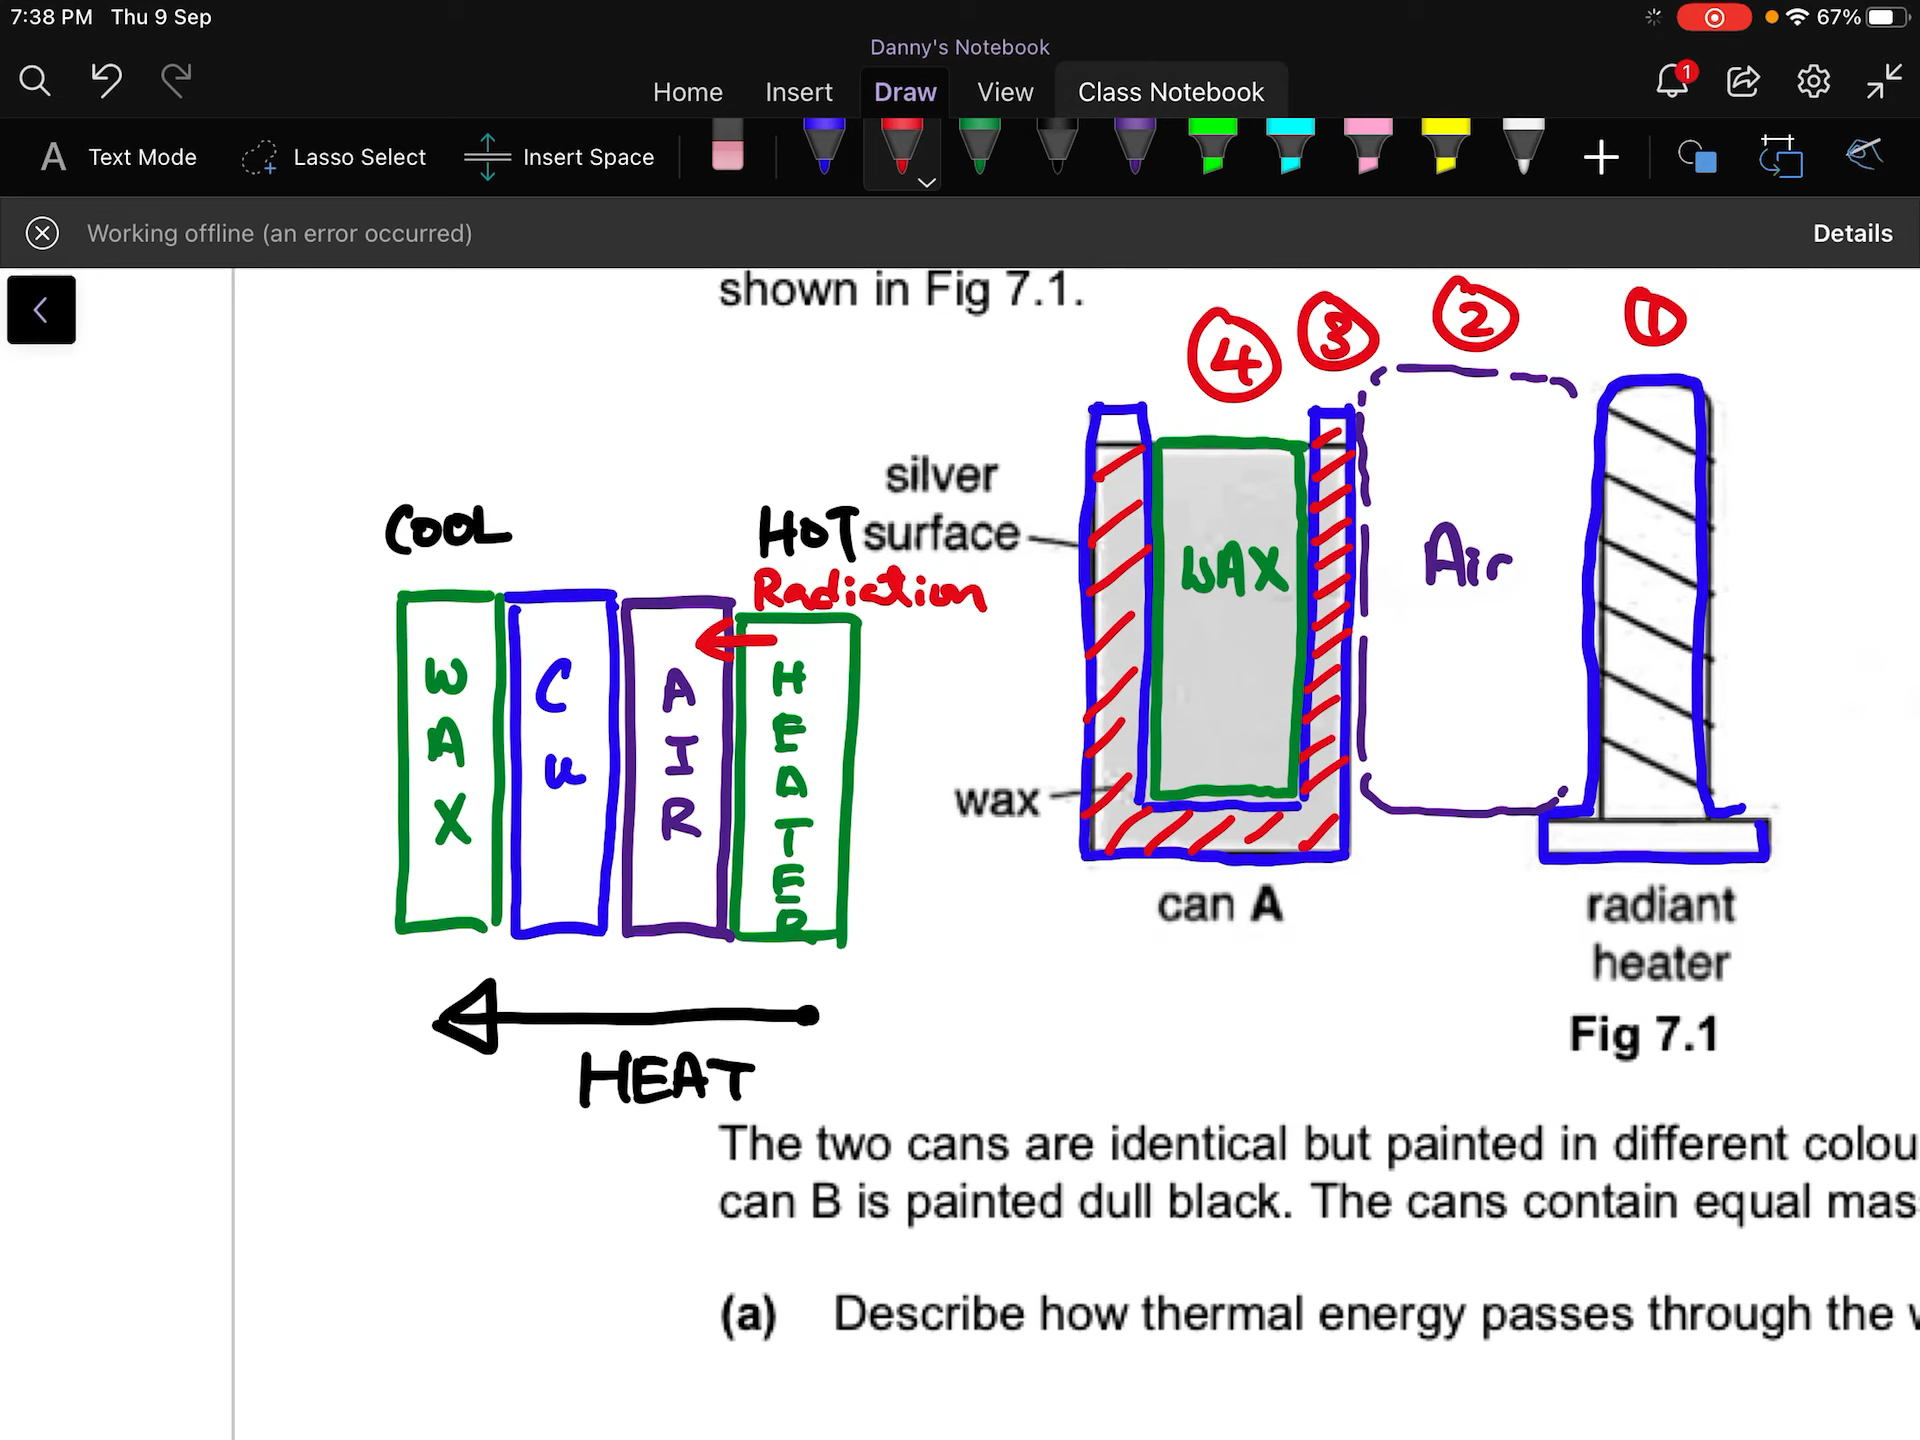 7:38 PM Thu 9 Sep
67%
Danny's Notebook
1
Home Insert Draw View Class Notebook
A Text Mode Lasso Select Insert Space
Working offline (an error occurred) Details
shown in Fig 7.1.
4 3 2 1
silver
surface
wax
WAX
Air
can A
radiant
heater
Fig 7.1
COOL HOT
Radiation
WAX
Cu
AIR
HEATER
HEAT
The two cans are identical but painted in different colou
can B is painted dull black. The cans contain equal mas
(a) Describe how thermal energy passes through the